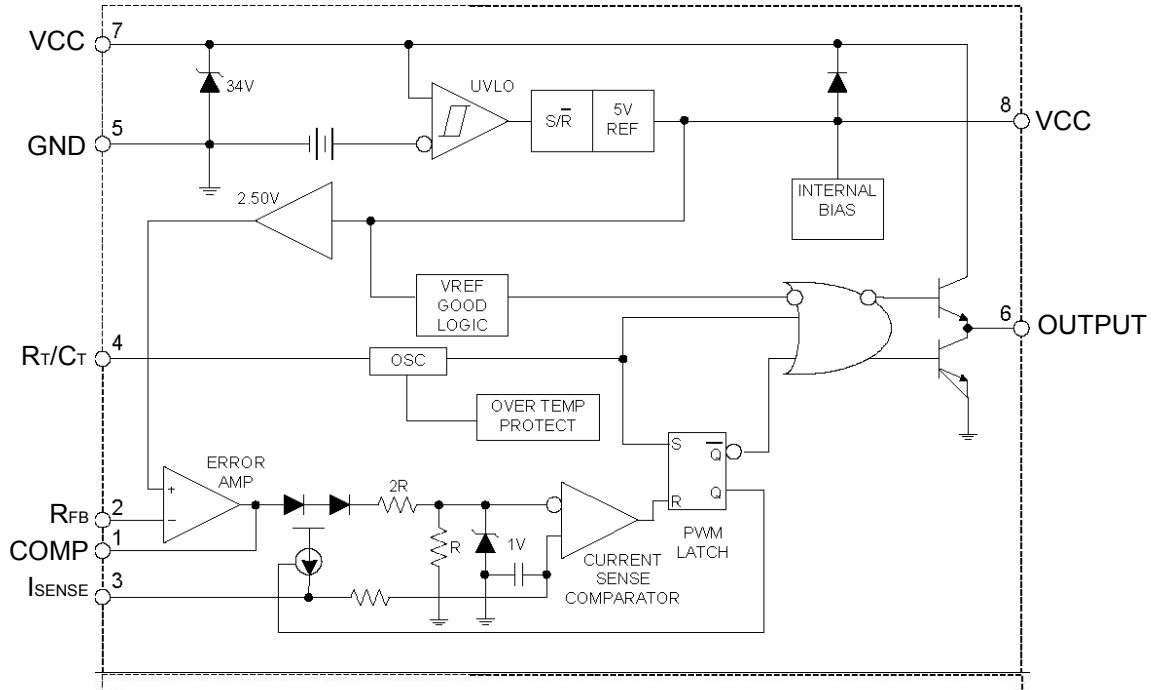 VCC
7
34V
UVLO
S/R̅
5V
REF
8
VCC
GND
5
INTERNAL
BIAS
2.50V
VREF
GOOD
LOGIC
6
OUTPUT
RT/CT
4
OSC
OVER TEMP
PROTECT
S
Q̅
R
Q
PWM
LATCH
ERROR
AMP
+
−
2R
R
1V
CURRENT
SENSE
COMPARATOR
RFB
2
COMP
1
ISENSE
3